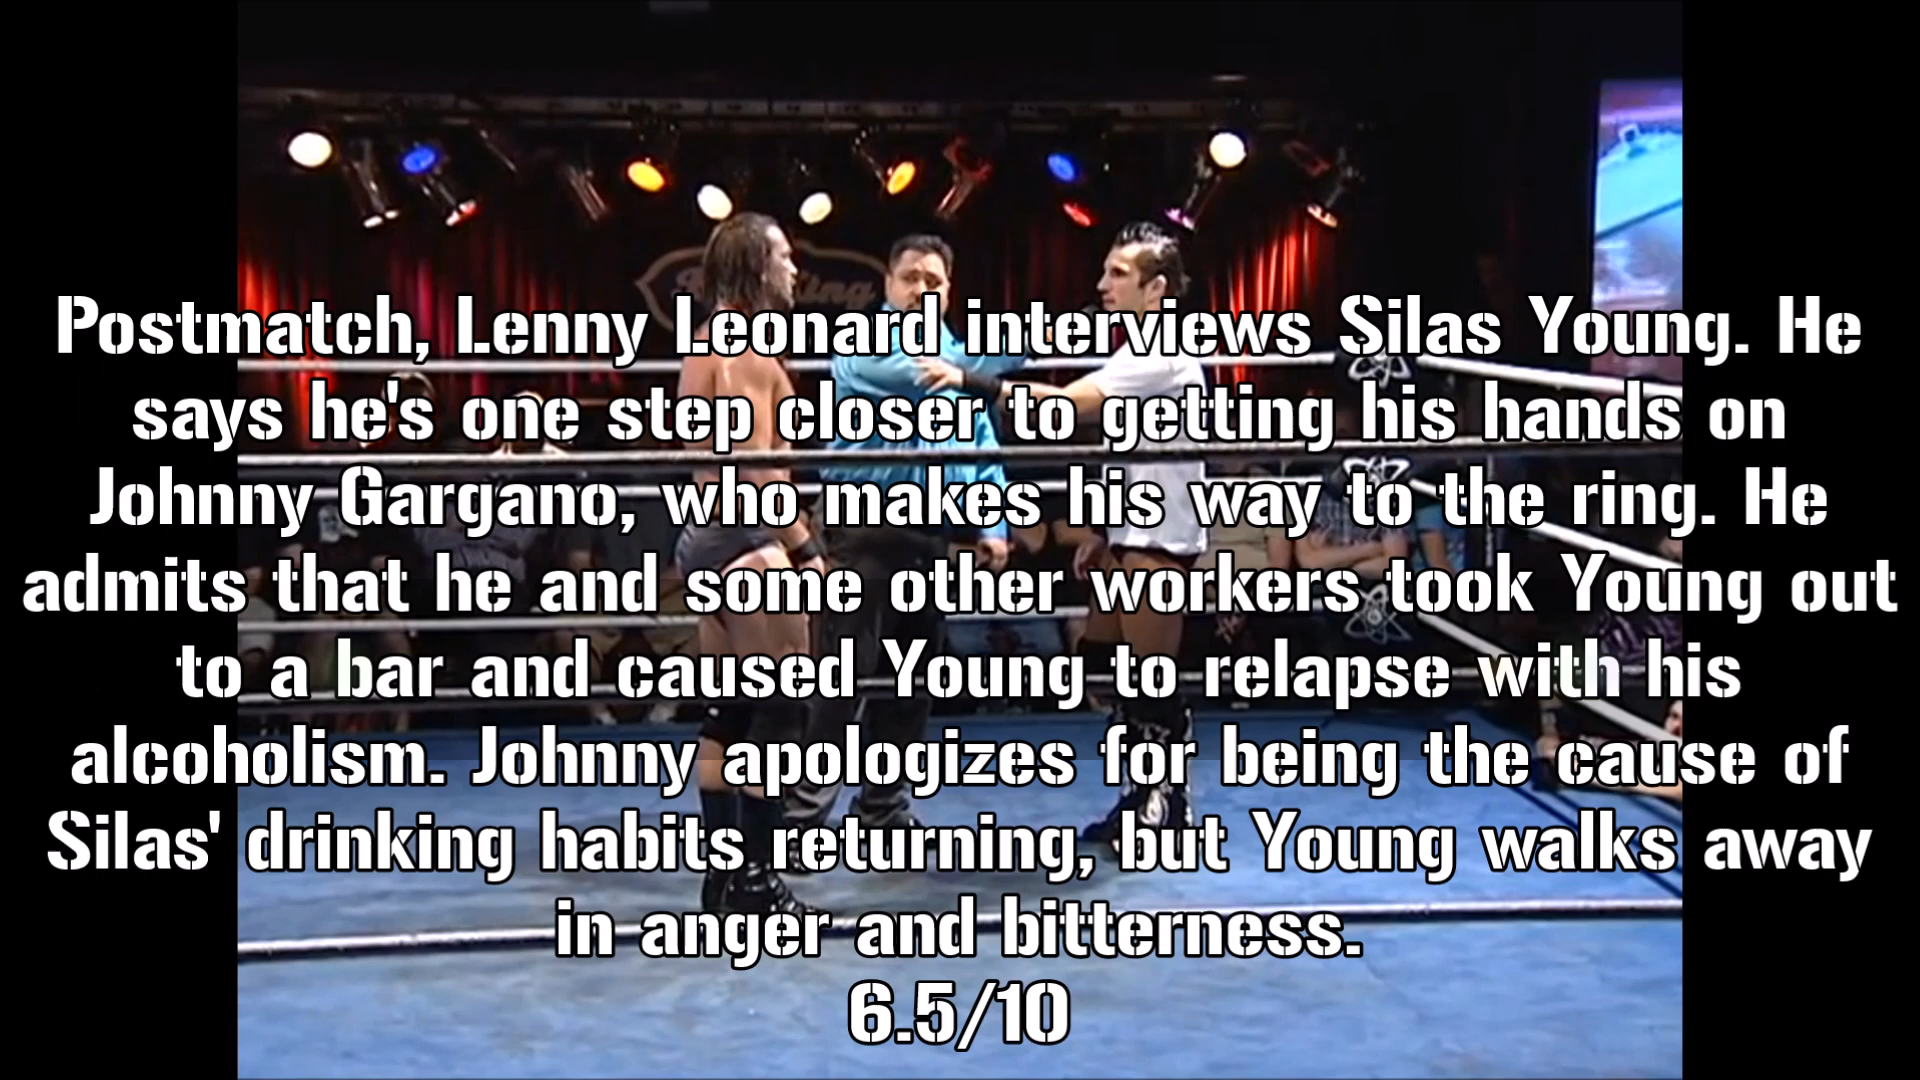 Postmatch, Lenny Leonard interviews Silas Young. He
says he's one step closer to getting his hands on
Johnny Gargano, who makes his way to the ring. He
admits that he and some other workers took Young out
to a bar and caused Young to relapse with his
alcoholism. Johnny apologizes for being the cause of
Silas' drinking habits returning, but Young walks away
in anger and bitterness.
6.5/10